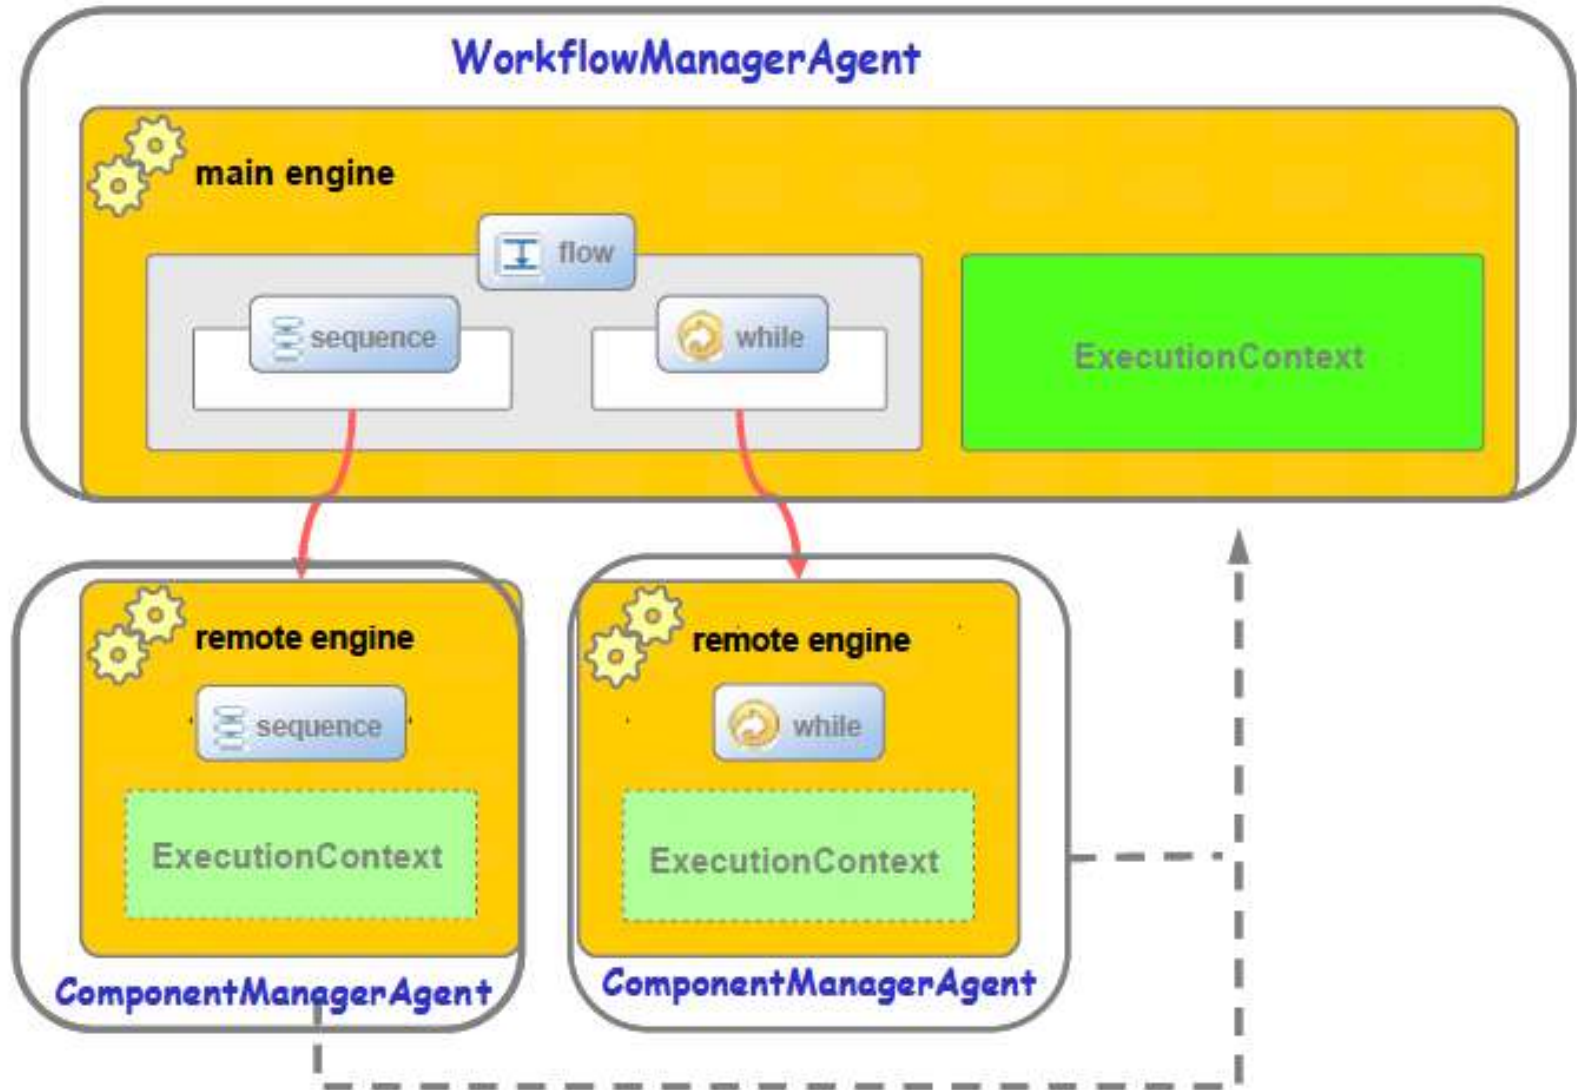 WorkflowManagerAgent
main engine
flow
sequence
while
ExecutionContext
remote engine
sequence
ExecutionContext
ComponentManagerAgent
remote engine
while
ExecutionContext
ComponentManagerAgent